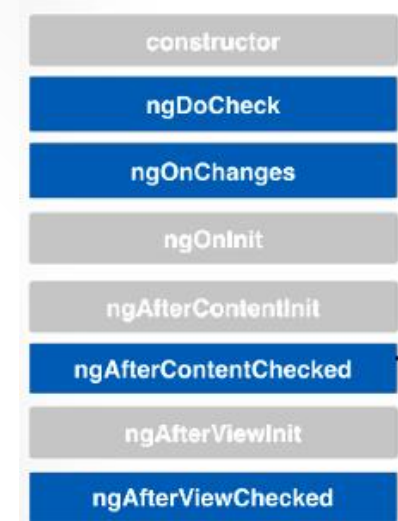 constructor
ngDoCheck
ngOnChanges
ngOnInit
ngAfterContentInit
ngAfterContentChecked
ngAfterViewInit
ngAfterViewChecked